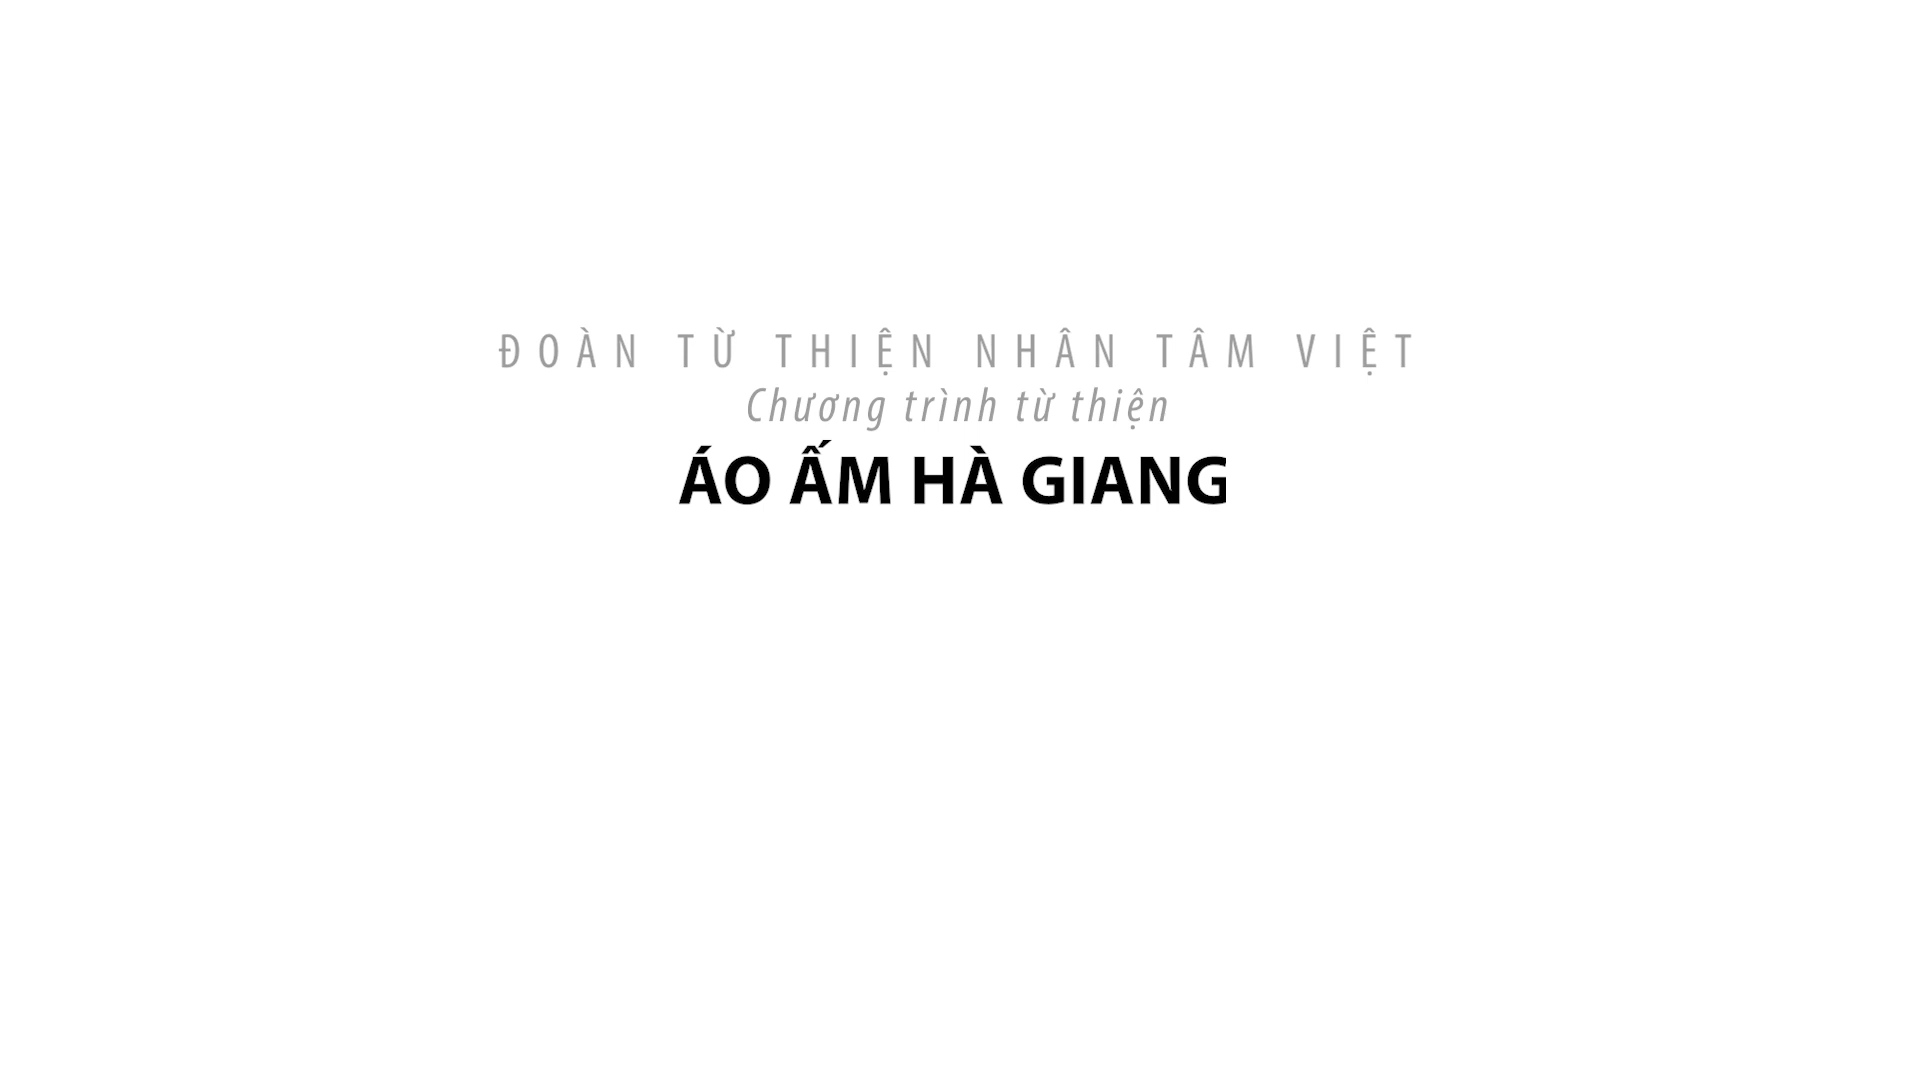 ĐOÀN TỪ THIỆN NHÂN TÂM VIỆT
Chương trình từ thiện
ÁO ẤM HÀ GIANG